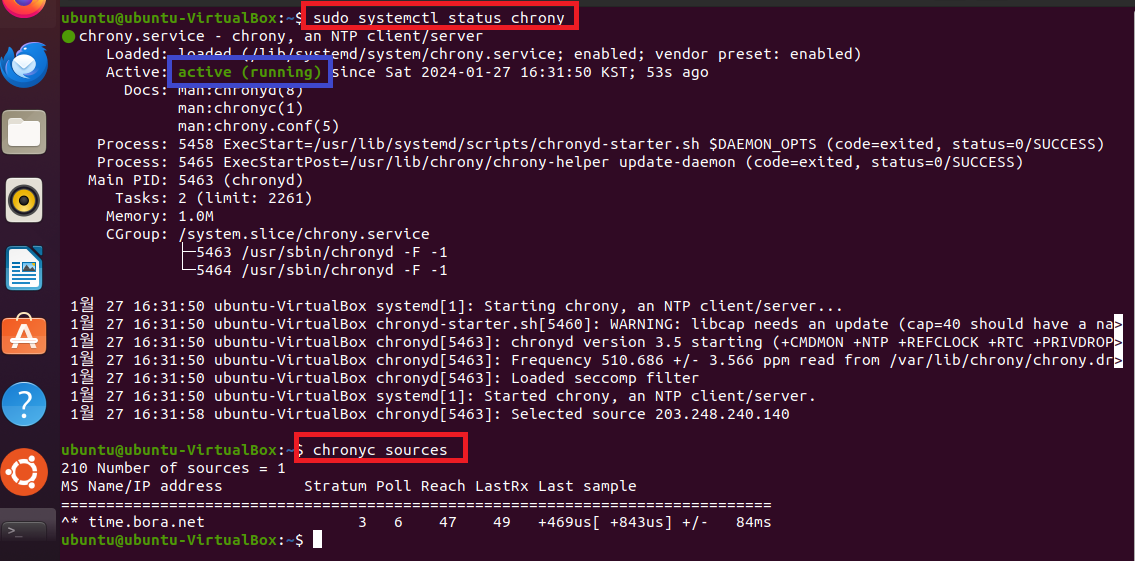 ubuntu@ubuntu-VirtualBox:~$ sudo systemctl status chrony
● chrony.service - chrony, an NTP client/server
Loaded: loaded (/lib/systemd/system/chrony.service; enabled; vendor preset: enabled)
Active: active (running) since Sat 2024-01-27 16:31:50 KST; 53s ago
Docs: man:chronyd(8)
man:chronyc(1)
man:chrony.conf(5)
Process: 5458 ExecStart=/usr/lib/systemd/scripts/chronyd-starter.sh $DAEMON_OPTS (code=exited, status=0/SUCCESS)
Process: 5465 ExecStartPost=/usr/lib/chrony/chrony-helper update-daemon (code=exited, status=0/SUCCESS)
Main PID: 5463 (chronyd)
Tasks: 2 (limit: 2261)
Memory: 1.0M
CGroup: /system.slice/chrony.service
├─5463 /usr/sbin/chronyd -F -1
└─5464 /usr/sbin/chronyd -F -1
1월 27 16:31:50 ubuntu-VirtualBox systemd[1]: Starting chrony, an NTP client/server...
1월 27 16:31:50 ubuntu-VirtualBox chronyd-starter.sh[5460]: WARNING: libcap needs an update (cap=40 should have a na>
1월 27 16:31:50 ubuntu-VirtualBox chronyd[5463]: chronyd version 3.5 starting (+CMDMON +NTP +REFCLOCK +RTC +PRIVDROP>
1월 27 16:31:50 ubuntu-VirtualBox chronyd[5463]: Frequency 510.686 +/- 3.566 ppm read from /var/lib/chrony/chrony.dr>
1월 27 16:31:50 ubuntu-VirtualBox chronyd[5463]: Loaded seccomp filter
1월 27 16:31:50 ubuntu-VirtualBox systemd[1]: Started chrony, an NTP client/server.
1월 27 16:31:58 ubuntu-VirtualBox chronyd[5463]: Selected source 203.248.240.140
ubuntu@ubuntu-VirtualBox:~$ chronyc sources
210 Number of sources = 1
MS Name/IP address Stratum Poll Reach LastRx Last sample
===============================================================================
^* time.bora.net 3 6 47 49 +469us[ +843us] +/- 84ms
ubuntu@ubuntu-VirtualBox:~$